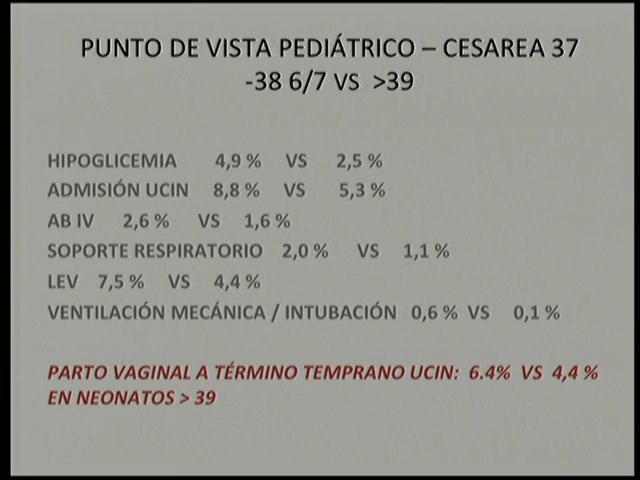 PUNTO DE VISTA PEDIÁTRICO – CESAREA 37
-38 6/7 VS >39
HIPOGLICEMIA 4,9 % VS 2,5 %
ADMISIÓN UCIN 8,8 % VS 5,3 %
AB IV 2,6 % VS 1,6 %
SOPORTE RESPIRATORIO 2,0 % VS 1,1 %
LEV 7,5 % VS 4,4 %
VENTILACIÓN MECÁNICA / INTUBACIÓN 0,6 % VS 0,1 %
PARTO VAGINAL A TÉRMINO TEMPRANO UCIN: 6.4% VS 4,4 %
EN NEONATOS > 39